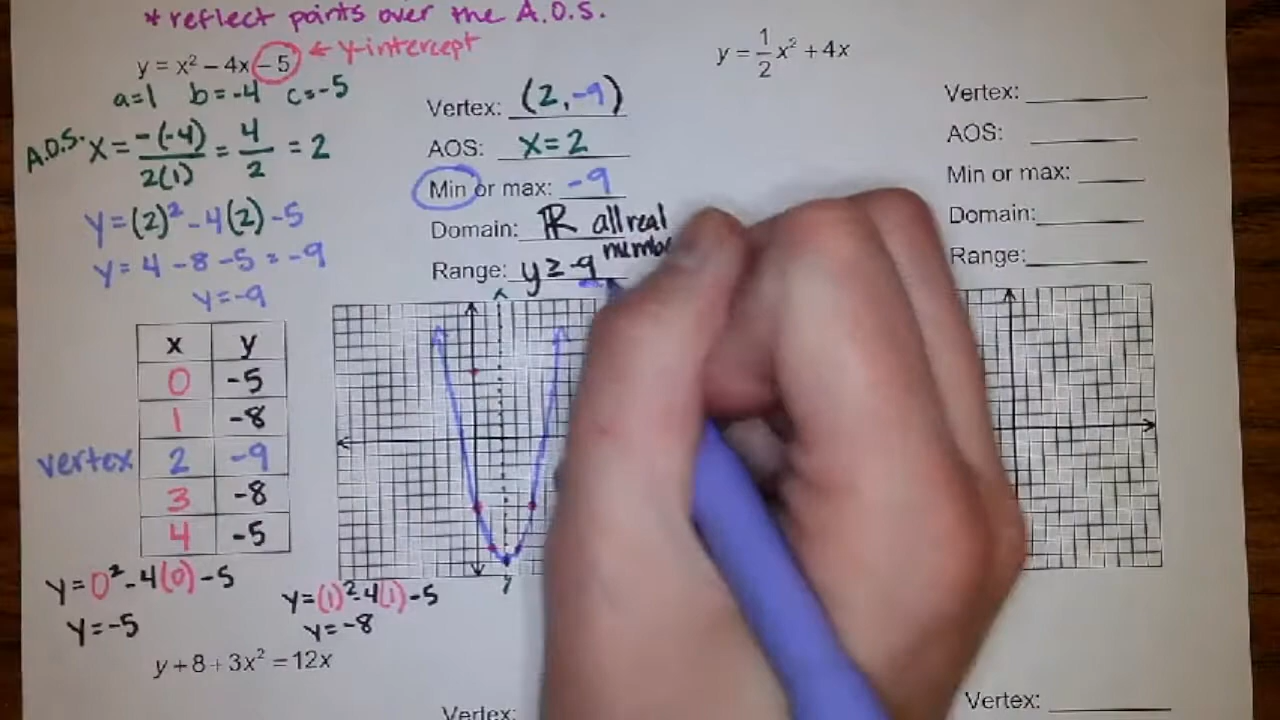 * reflect points over the A.O.S.
y = x² – 4x – 5 ← y-intercept
a=1 b=-4 c=-5
A.O.S. x = -(-4)/2(1) = 4/2 = 2
y=(2)²-4(2)-5
y=4-8-5=-9
y=-9
x y
0 -5
1 -8
vertex 2 -9
3 -8
4 -5
y=0²-4(0)-5
y=-5
y=(1)²-4(1)-5
y=-8
Vertex: (2,-9)
AOS: x=2
Min or max: -9
Domain: ℝ all real
Range: y≥-9
y = 1/2 x² + 4x
Vertex:
AOS:
Min or max:
Domain:
Range:
y + 8 + 3x² = 12x
Vertex:
Vertex: